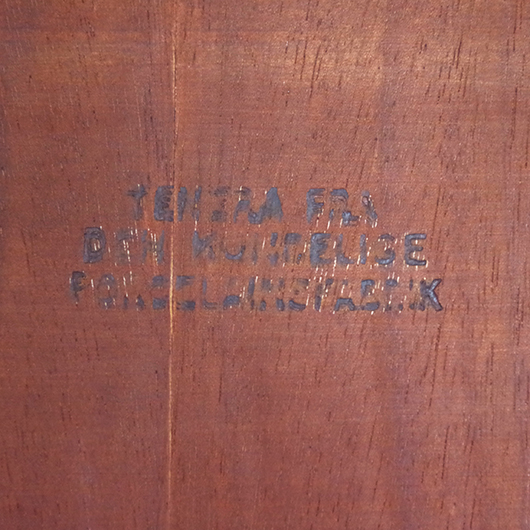 TENERA FRA
DEN KONGELIGE
PORCELAINSFABRIK